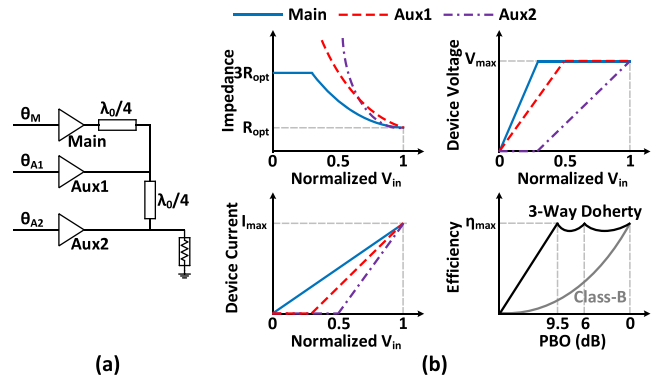 (a)
θM
Main
λ0/4
θA1
Aux1
λ0/4
θA2
Aux2
(b)
Main
Aux1
Aux2
Impedance
3Ropt
Ropt
0
0.5
1
Normalized Vin
Device Voltage
Vmax
0
0.5
1
Normalized Vin
Device Current
Imax
0
0.5
1
Normalized Vin
Efficiency
ηmax
3-Way Doherty
Class-B
9.5
6
0
PBO (dB)
(a)
(b)